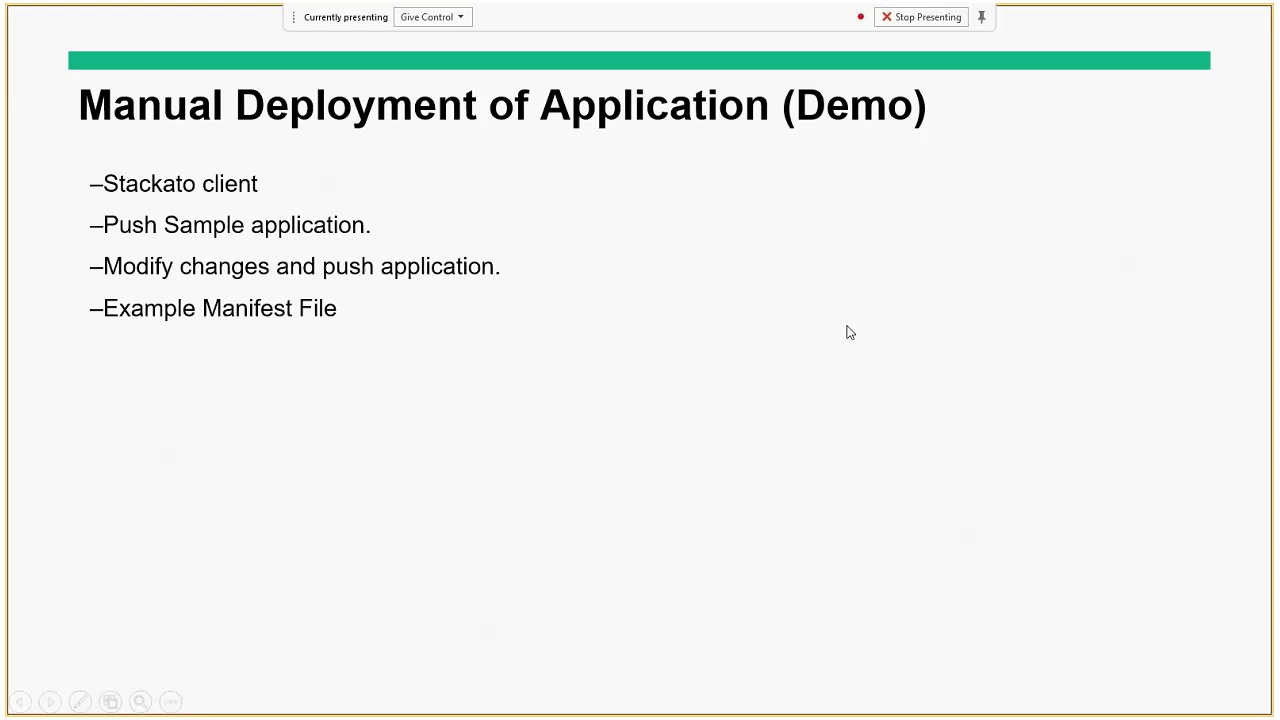 Currently presenting Give Control Stop Presenting
Manual Deployment of Application (Demo)
–Stackato client
–Push Sample application.
–Modify changes and push application.
–Example Manifest File